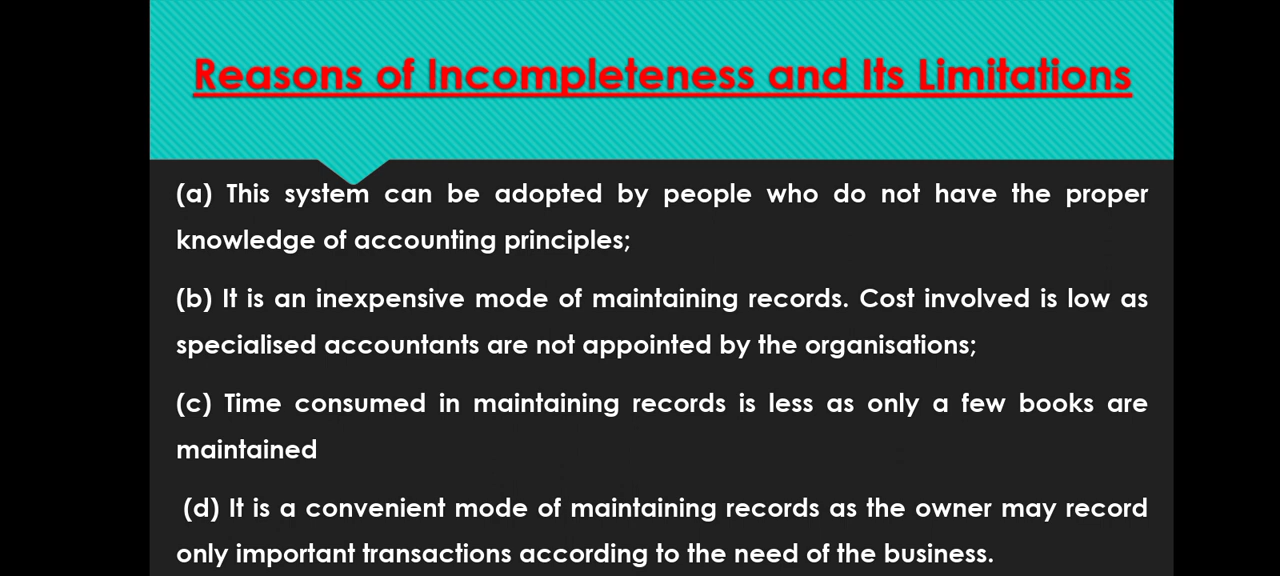 Reasons of Incompleteness and Its Limitations
(a) This system can be adopted by people who do not have the proper
knowledge of accounting principles;
(b) It is an inexpensive mode of maintaining records. Cost involved is low as
specialised accountants are not appointed by the organisations;
(c) Time consumed in maintaining records is less as only a few books are
maintained
(d) It is a convenient mode of maintaining records as the owner may record
only important transactions according to the need of the business.